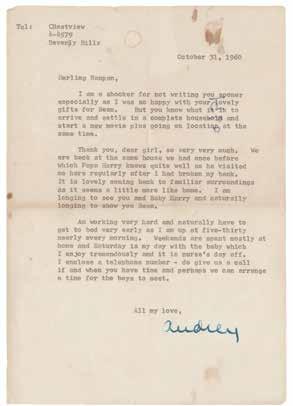 Tel: CRestview
4-4579
Beverly Hills
October 31, 1960
Darling Nompon,
I am a shocker for not writing you sooner
especially as I was so happy with your lovely
gifts for Sean. But you know what it is to
arrive and settle in a complete household and
start a new movie plus going on location at the
same time.
Thank you, dear girl, so very very much. We
are back at the same house we had once before
which Pops Harry knows quite well as he visited
me here regularly after I had broken my back.
It is lovely coming back to familiar surroundings
as it seems a little more like home. I am
longing to see you and Baby Harry and naturally
longing to show you Sean.
Am working very hard and naturally have to
get to bed very early as I am up at five-thirty
nearly every morning. Weekends are spent mostly at
home and Saturday is my day with the baby which
I enjoy tremendously and it is nurse's day off.
I enclose a telephone number - do give us a call
if and when you have time and perhaps we can arrange
a time for the boys to meet.
All my love,
Audrey